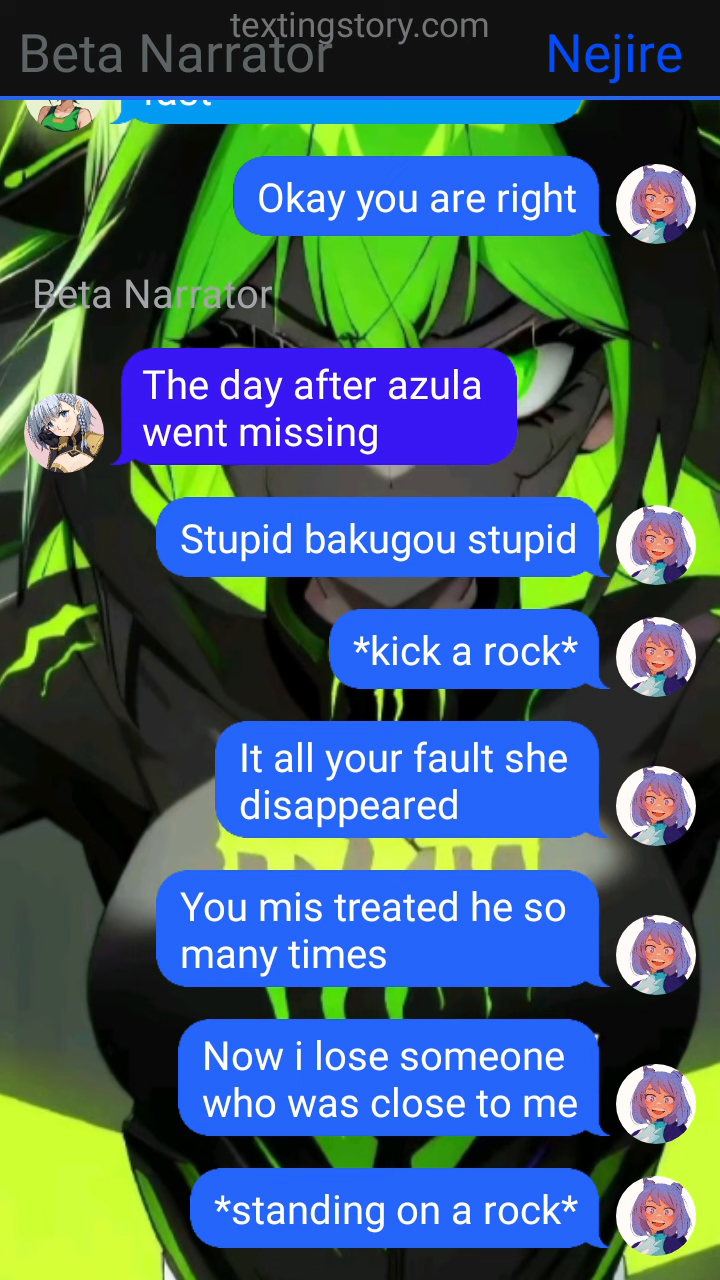 textingstory.com
Beta Narrator
Nejire
fast
Okay you are right
Beta Narrator
The day after azula
went missing
Stupid bakugou stupid
*kick a rock*
It all your fault she
disappeared
You mis treated he so
many times
Now i lose someone
who was close to me
*standing on a rock*